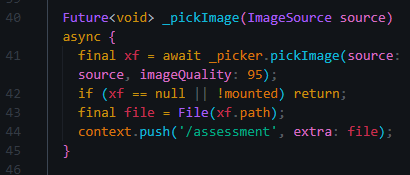 40 Future<void> _pickImage(ImageSource source)
async {
41 final xf = await _picker.pickImage(source:
source, imageQuality: 95);
42 if (xf == null || !mounted) return;
43 final file = File(xf.path);
44 context.push('/assessment', extra: file);
45 }
46